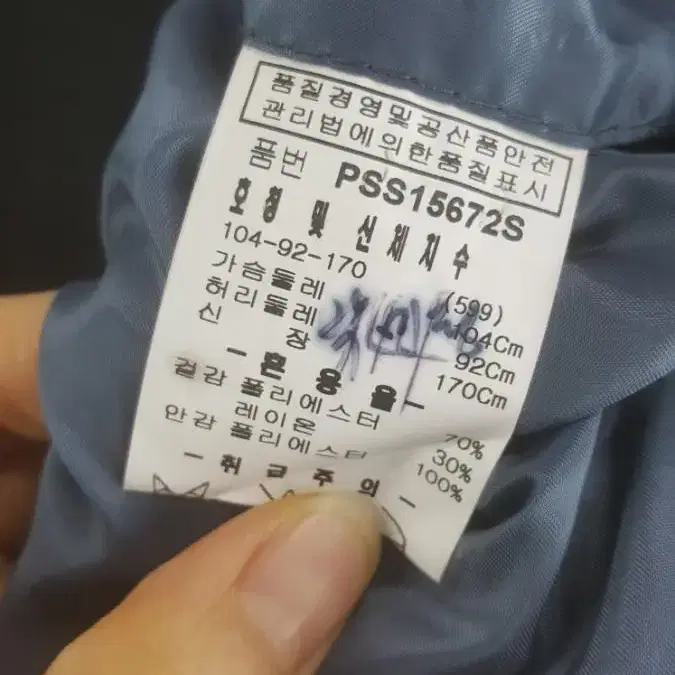 품질경영및공산품안전
관리법에의한품질표시
품번 PSS15672S
호칭 및 신체치수
104-92-170 (599)
가슴둘레 104Cm
허리둘레 92Cm
신 장 170Cm
- 혼 용 율 -
겉감 폴리에스터 70%
레이온 30%
안감 폴리에스터 100%
- 취급주의 -